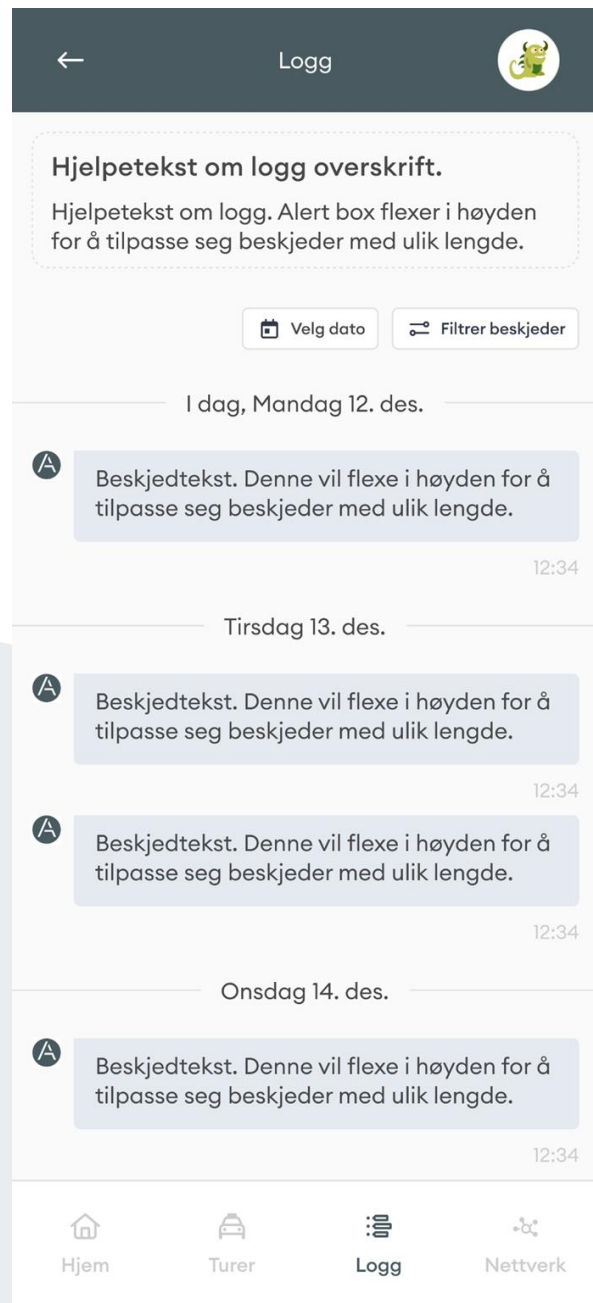 Logg
Hjelpetekst om logg overskrift.
Hjelpetekst om logg. Alert box flexer i høyden
for å tilpasse seg beskjeder med ulik lengde.
Velg dato
Filtrer beskjeder
I dag, Mandag 12. des.
Beskjedtekst. Denne vil flexe i høyden for å
tilpasse seg beskjeder med ulik lengde.
12:34
Tirsdag 13. des.
Beskjedtekst. Denne vil flexe i høyden for å
tilpasse seg beskjeder med ulik lengde.
12:34
Beskjedtekst. Denne vil flexe i høyden for å
tilpasse seg beskjeder med ulik lengde.
12:34
Onsdag 14. des.
Beskjedtekst. Denne vil flexe i høyden for å
tilpasse seg beskjeder med ulik lengde.
12:34
Hjem
Turer
Logg
Nettverk